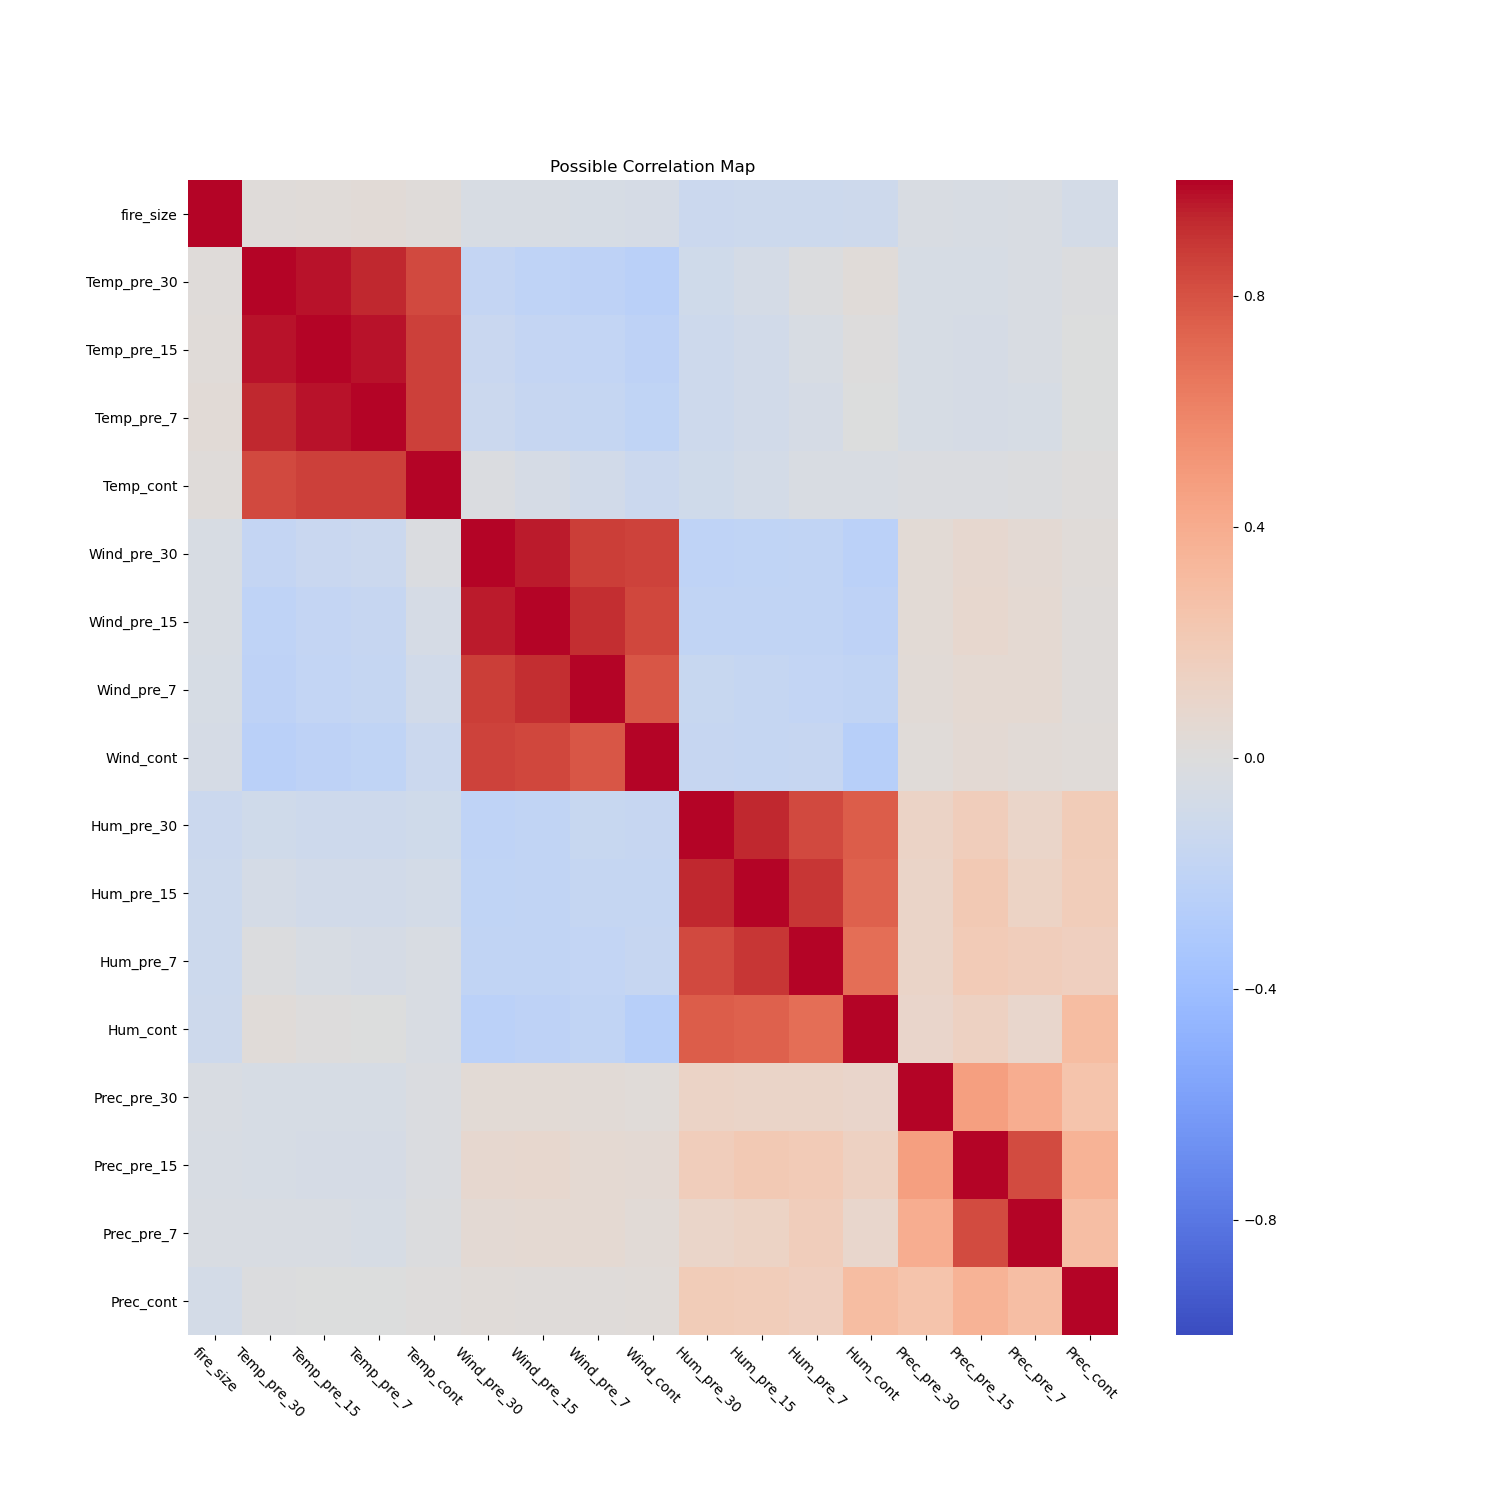 Possible Correlation Map
fire_size
Temp_pre_30
Temp_pre_15
Temp_pre_7
Temp_cont
Wind_pre_30
Wind_pre_15
Wind_pre_7
Wind_cont
Hum_pre_30
Hum_pre_15
Hum_pre_7
Hum_cont
Prec_pre_30
Prec_pre_15
Prec_pre_7
Prec_cont
fire_size
Temp_pre_30
Temp_pre_15
Temp_pre_7
Temp_cont
Wind_pre_30
Wind_pre_15
Wind_pre_7
Wind_cont
Hum_pre_30
Hum_pre_15
Hum_pre_7
Hum_cont
Prec_pre_30
Prec_pre_15
Prec_pre_7
Prec_cont
0.8
0.4
0.0
−0.4
−0.8